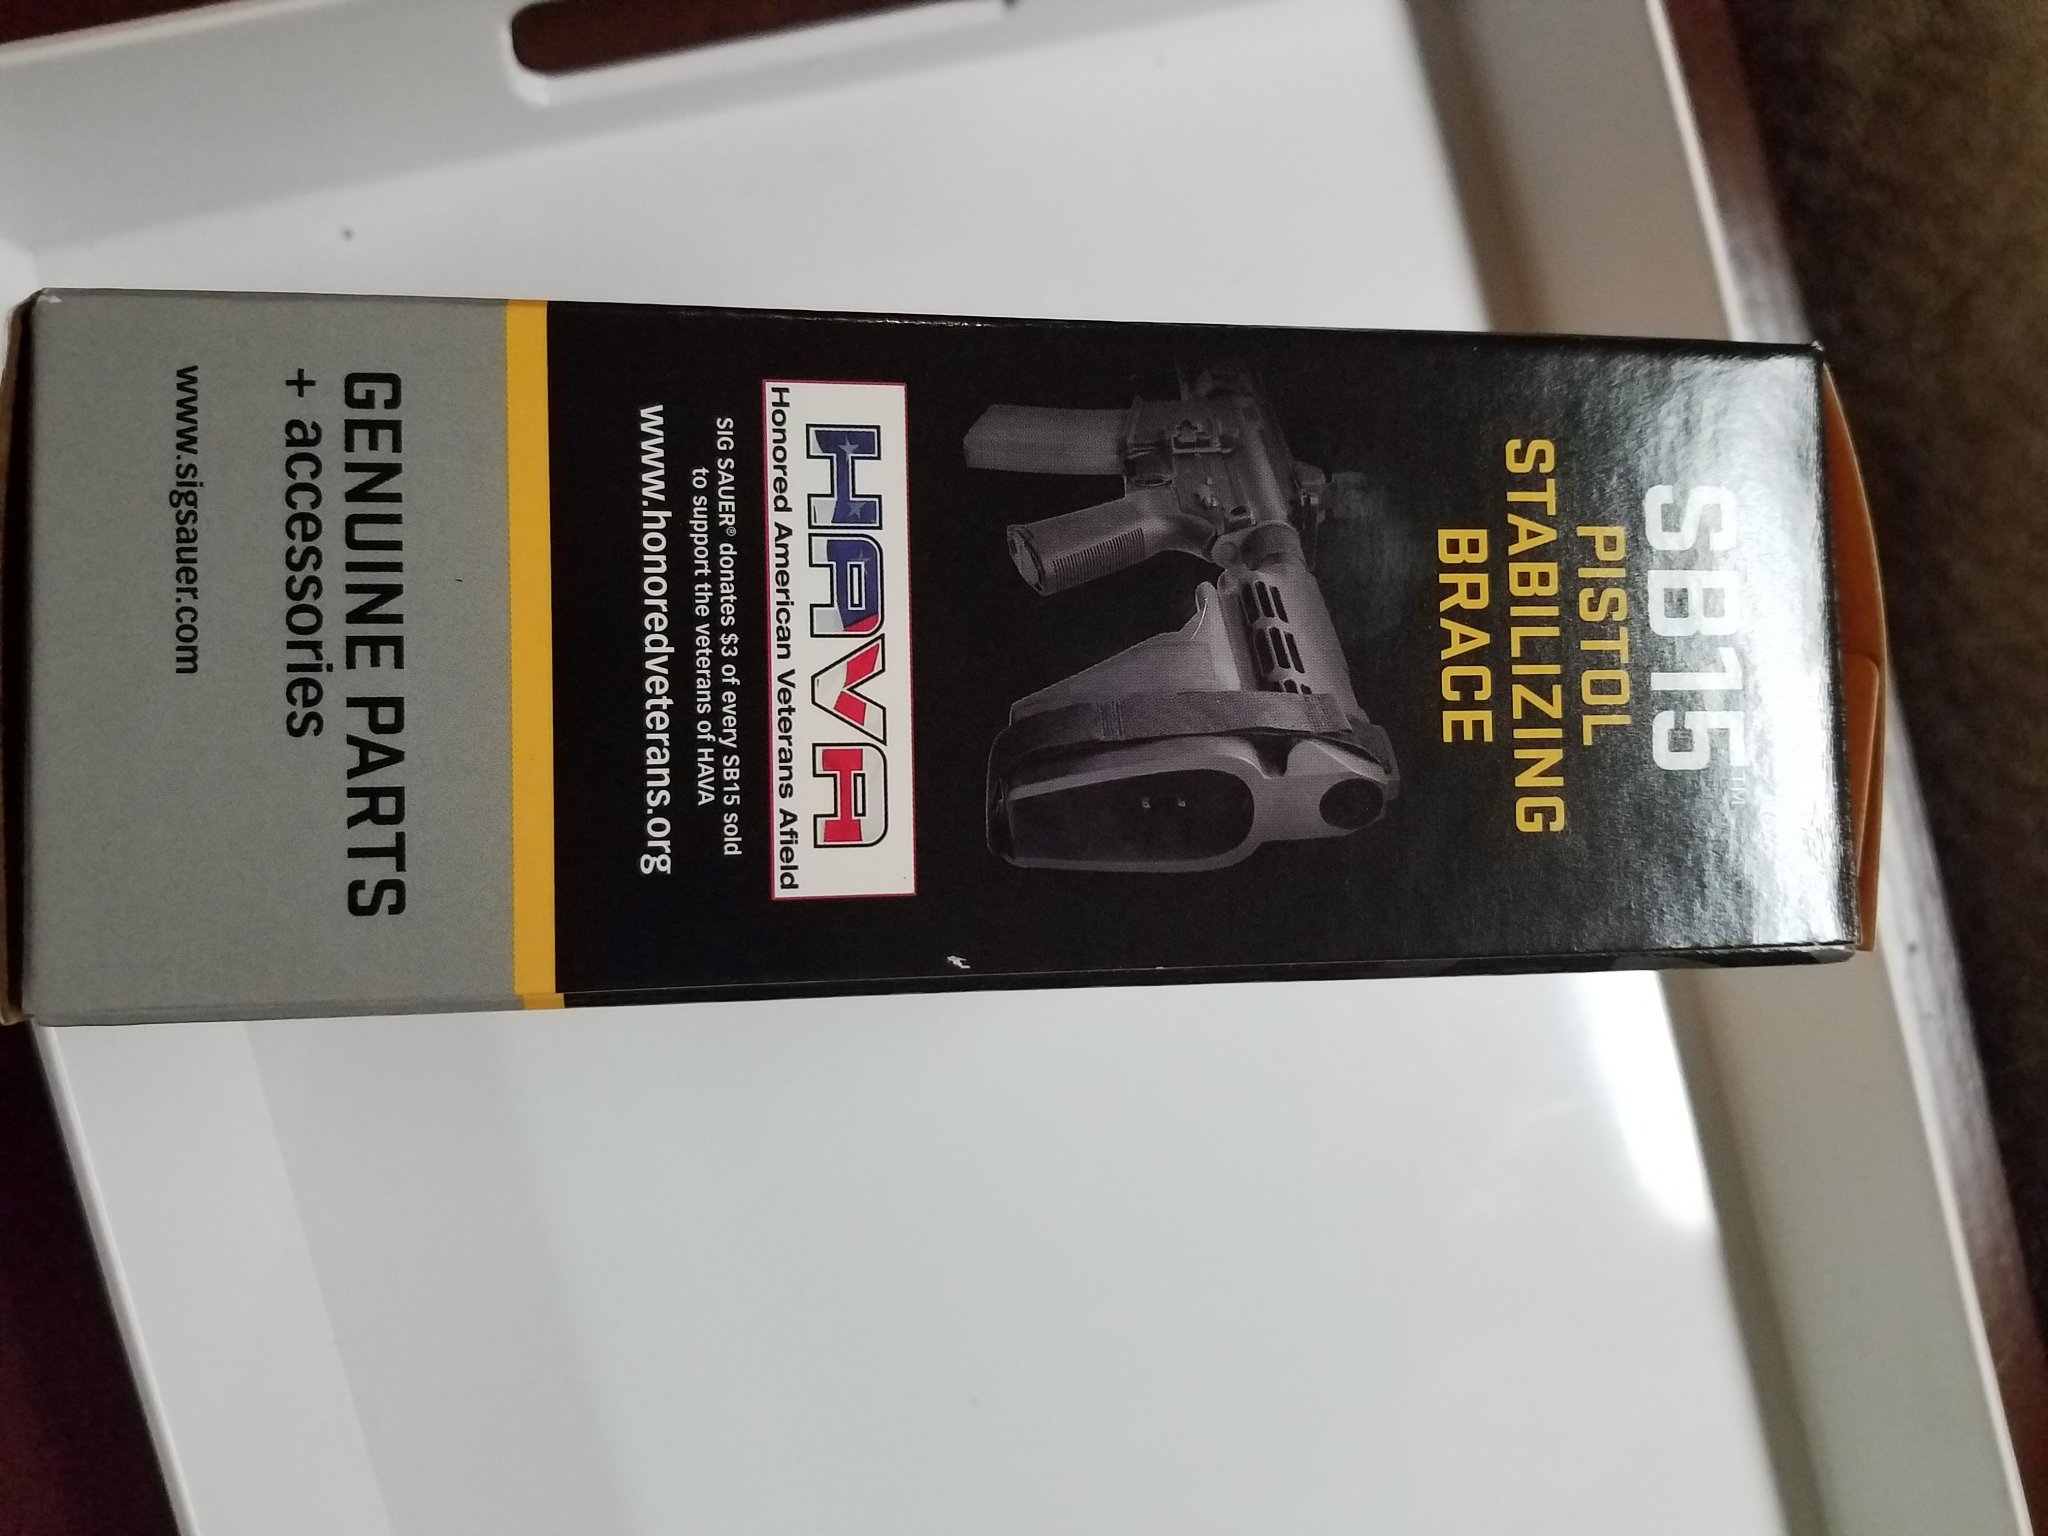 SB15™
PISTOL
STABILIZING
BRACE
HAVA
Honored American Veterans Afield
SIG SAUER® donates $3 of every SB15 sold
to support the veterans of HAVA
www.honoredveterans.org
GENUINE PARTS
+ accessories
www.sigsauer.com